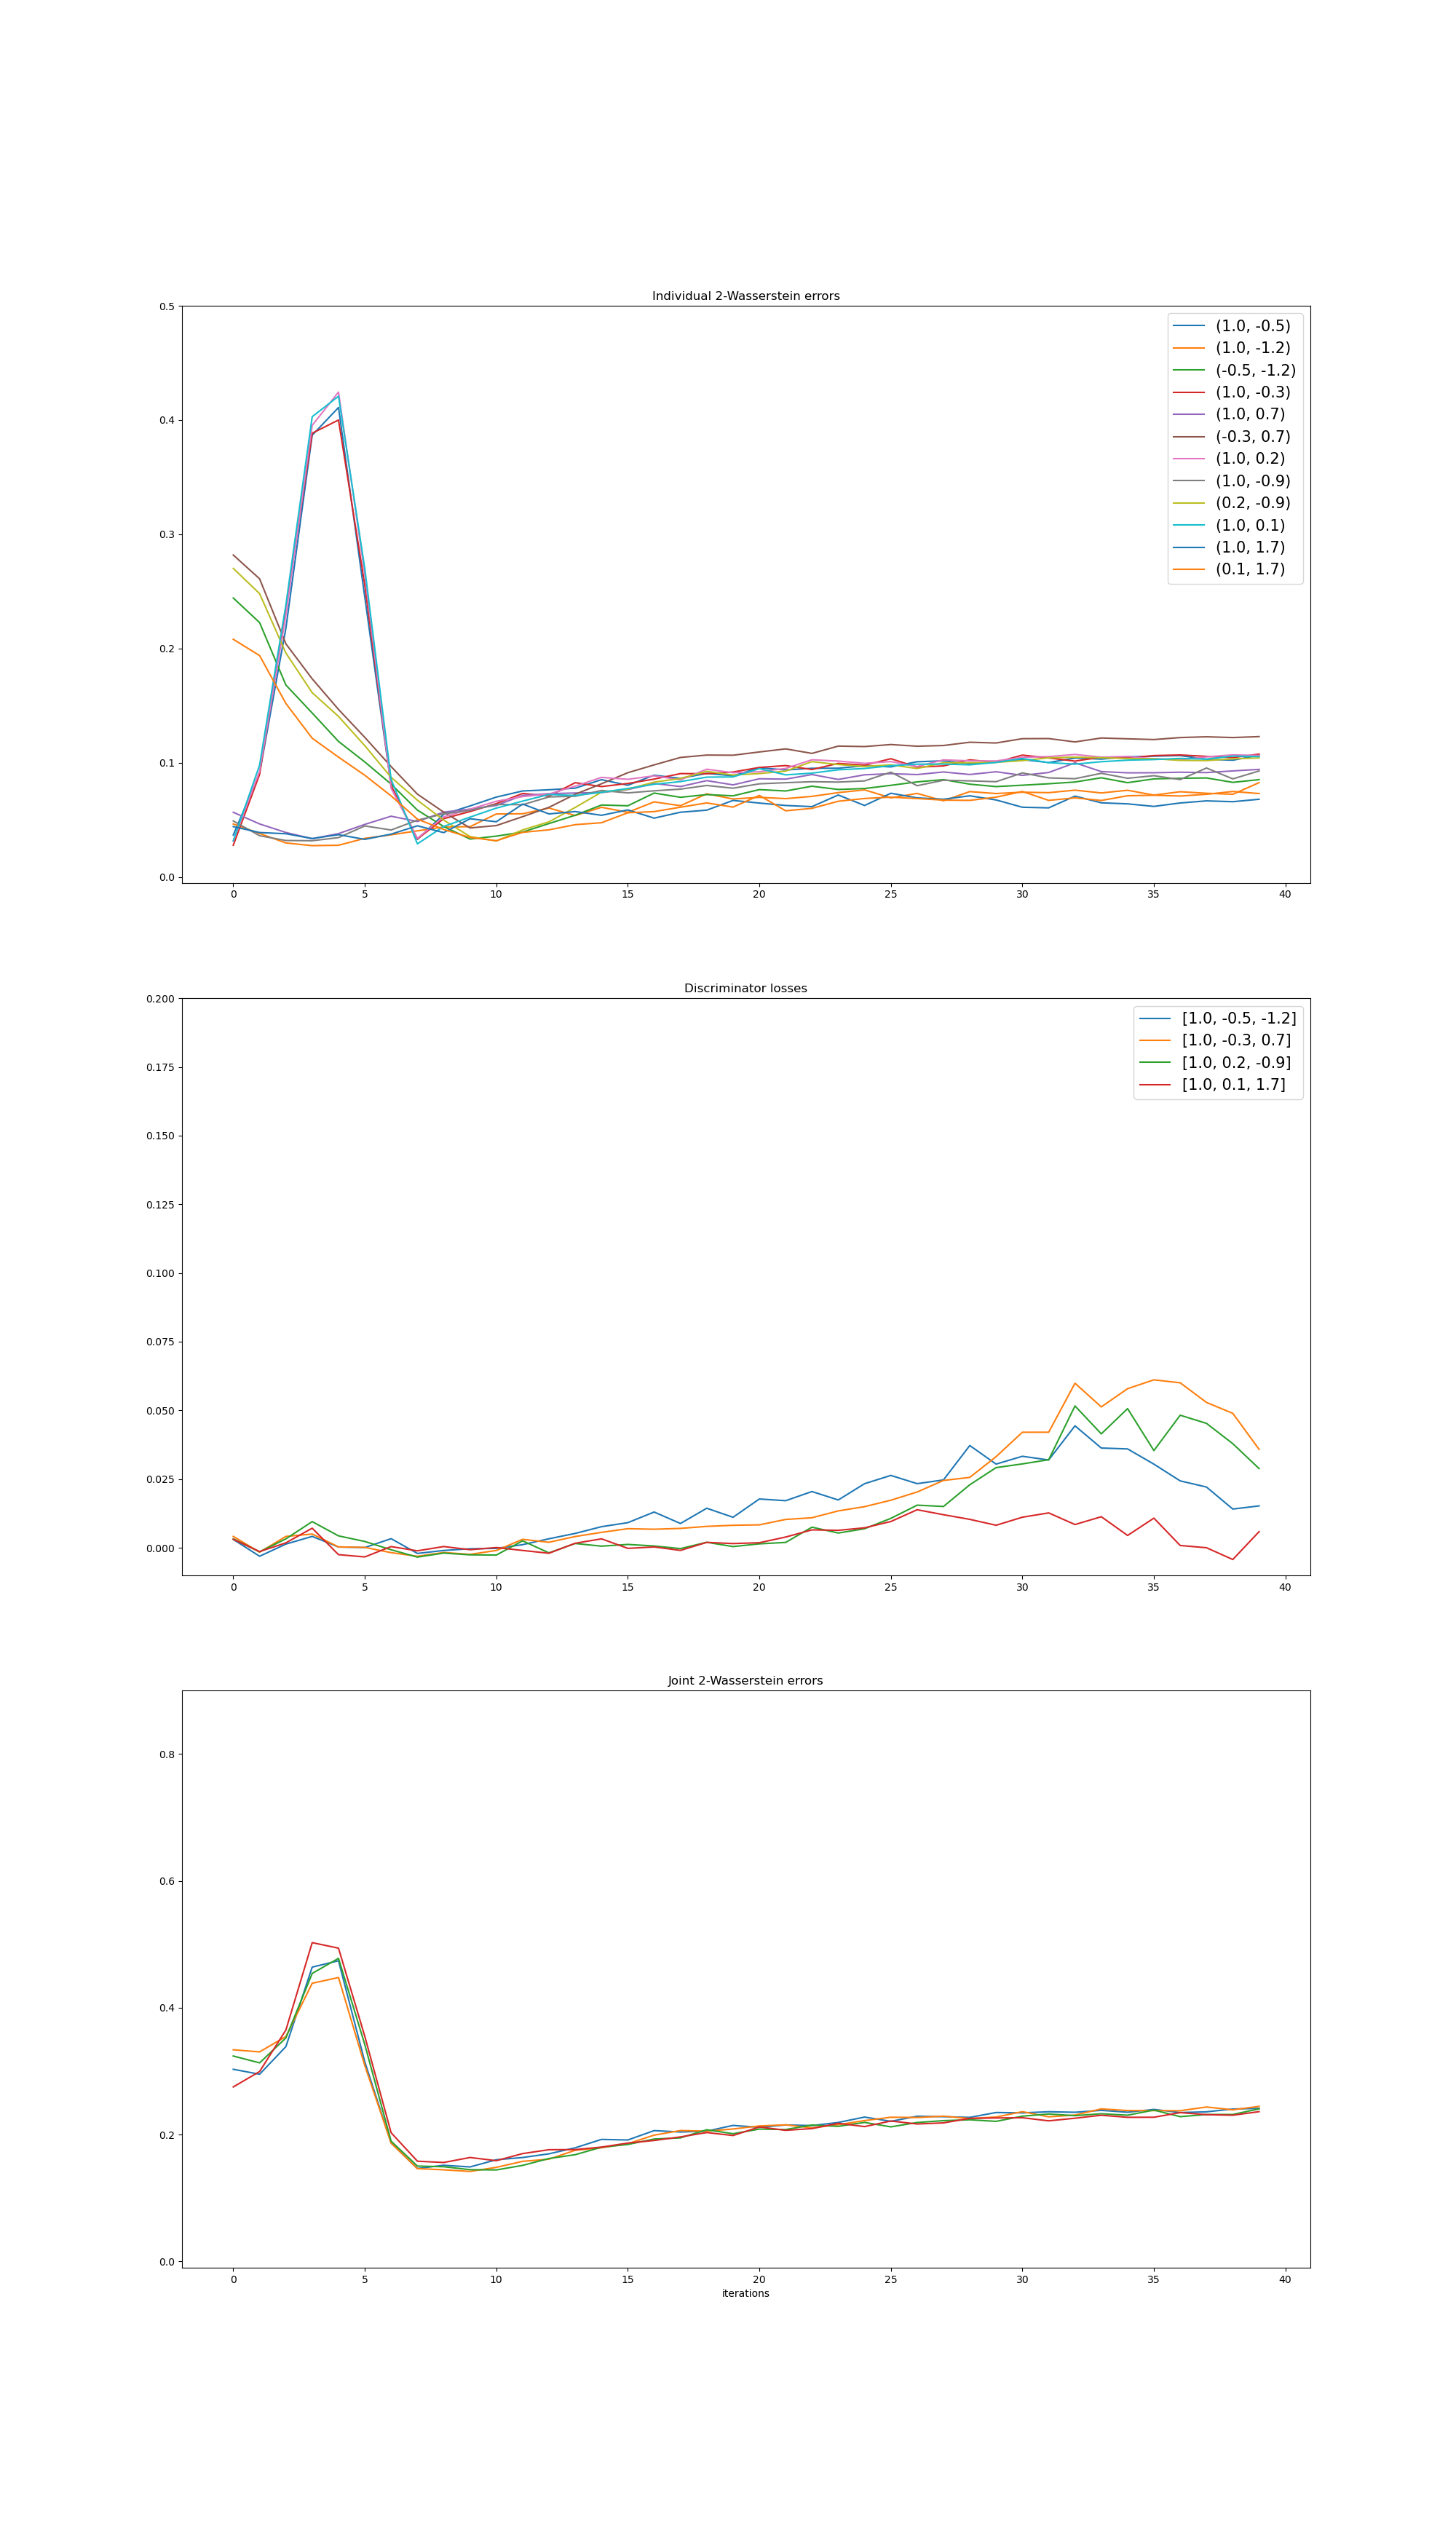 Individual 2-Wasserstein errors
0.5
0.4
0.3
0.2
0.1
0.0
(1.0, -0.5)
(1.0, -1.2)
(-0.5, -1.2)
(1.0, -0.3)
(1.0, 0.7)
(-0.3, 0.7)
(1.0, 0.2)
(1.0, -0.9)
(0.2, -0.9)
(1.0, 0.1)
(1.0, 1.7)
(0.1, 1.7)
0 5 10 15 20 25 30 35 40
Discriminator losses
0.200
0.175
0.150
0.125
0.100
0.075
0.050
0.025
0.000
[1.0, -0.5, -1.2]
[1.0, -0.3, 0.7]
[1.0, 0.2, -0.9]
[1.0, 0.1, 1.7]
0 5 10 15 20 25 30 35 40
Joint 2-Wasserstein errors
0.8
0.6
0.4
0.2
0.0
0 5 10 15 20 25 30 35 40
iterations